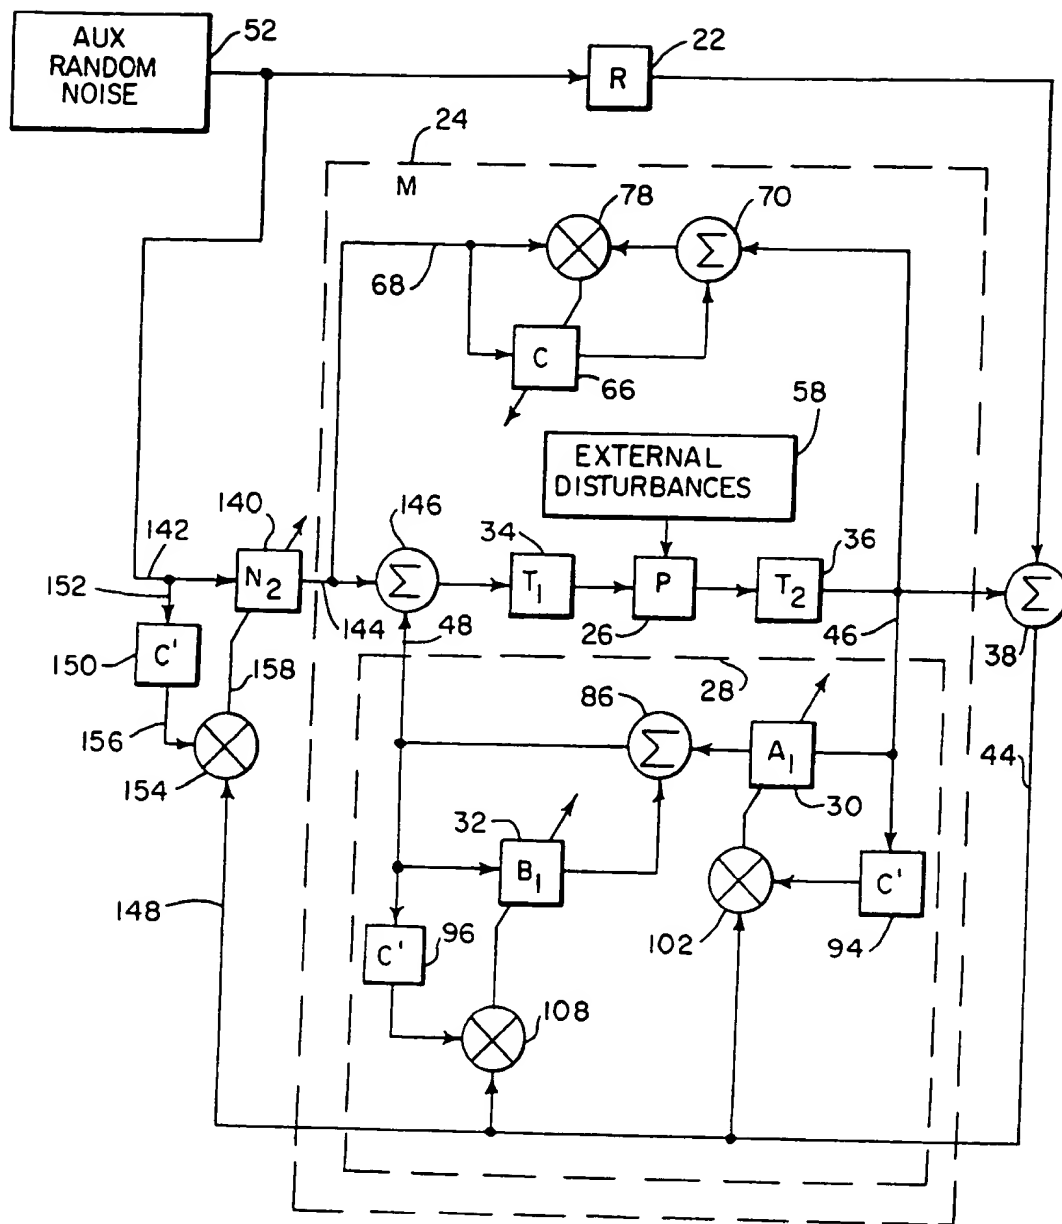 AUX
RANDOM
NOISE
52
22
R
24
M
78
70
68
C
66
58
EXTERNAL
DISTURBANCES
140
146
34
36
142
N2
Σ
T1
P
T2
Σ
152
144
48
26
46
38
150
C'
158
28
86
Σ
A1
156
154
30
44
32
B1
148
C'
96
102
C'
94
108
Σ